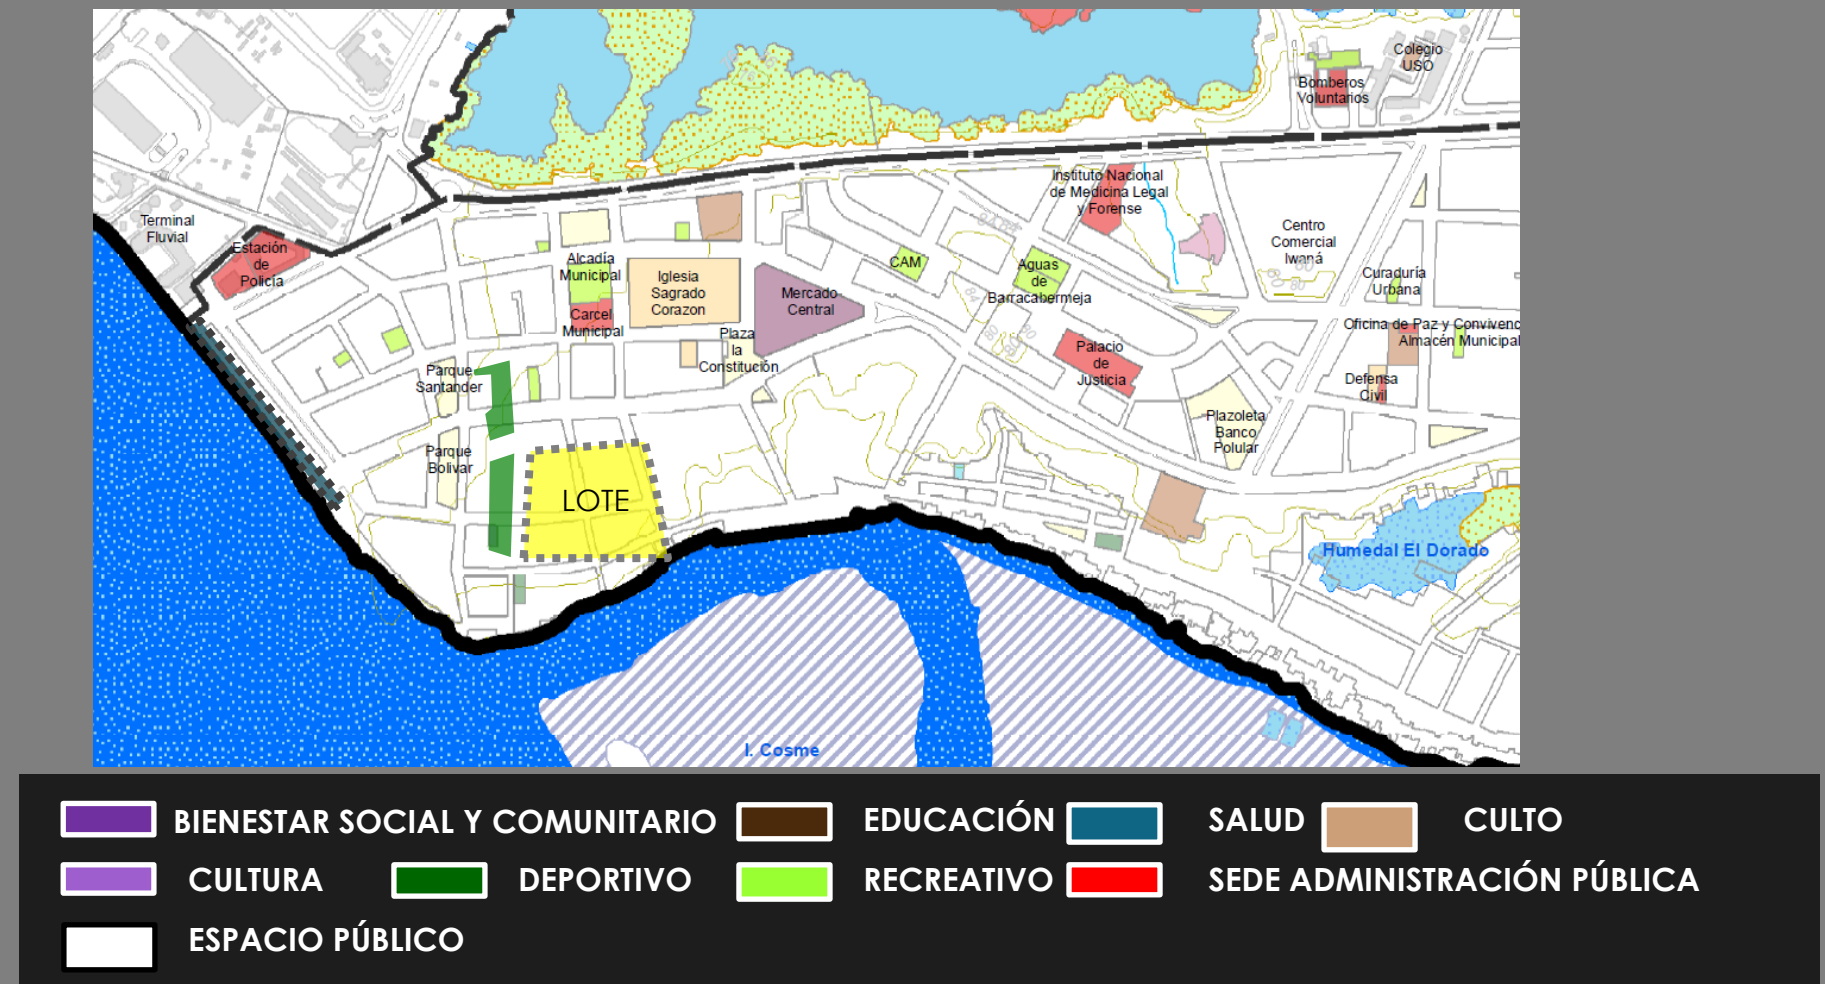 Colegio
USO
Bomberos
Voluntarios
Instituto Nacional
de Medicina Legal
y Forense
Terminal
Fluvial
Estación
de
Policía
Centro
Comercial
Iwaná
Alcadía
Municipal
Iglesia
Sagrado
Corazon
Mercado
Central
CAM
Aguas
de
Barracabermeja
Curaduría
Urbana
Carcel
Municipal
Plaza
la
Constitución
Oficina de Paz y Convivenc
Almacén Municipal
Palacio
de
Justicia
Parque
Santander
Defensa
Civil
Plazoleta
Banco
Polular
Parque
Bolivar
LOTE
Humedal El Dorado
I. Cosme
BIENESTAR SOCIAL Y COMUNITARIO
EDUCACIÓN
SALUD
CULTO
CULTURA
DEPORTIVO
RECREATIVO
SEDE ADMINISTRACIÓN PÚBLICA
ESPACIO PÚBLICO